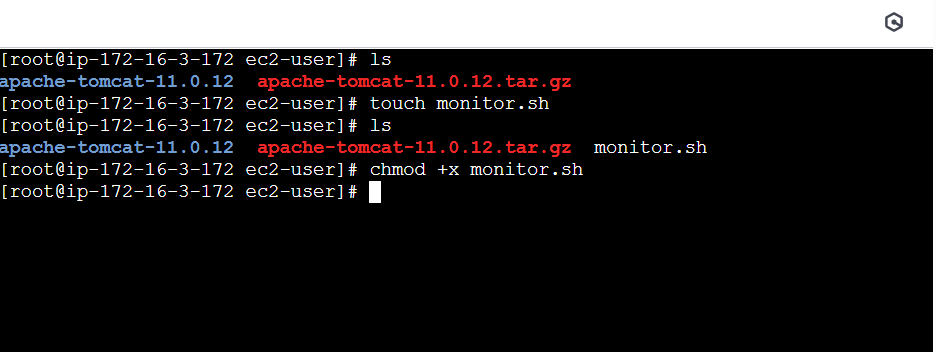 [root@ip-172-16-3-172 ec2-user]# ls
apache-tomcat-11.0.12  apache-tomcat-11.0.12.tar.gz
[root@ip-172-16-3-172 ec2-user]# touch monitor.sh
[root@ip-172-16-3-172 ec2-user]# ls
apache-tomcat-11.0.12  apache-tomcat-11.0.12.tar.gz  monitor.sh
[root@ip-172-16-3-172 ec2-user]# chmod +x monitor.sh
[root@ip-172-16-3-172 ec2-user]#